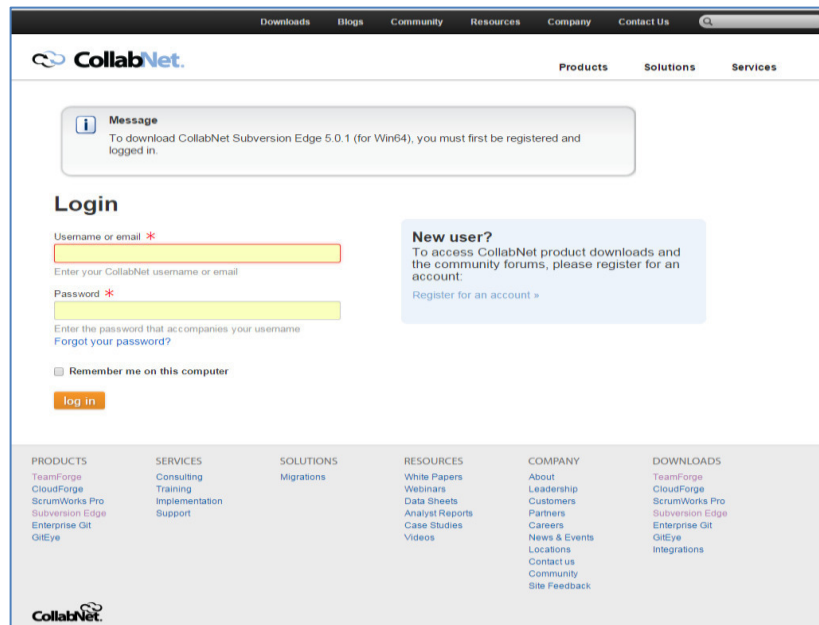 Downloads Blogs Community Resources Company Contact Us
CollabNet.
Products Solutions Services
Message
To download CollabNet Subversion Edge 5.0.1 (for Win64), you must first be registered and
logged in.
Login
Username or email *
Enter your CollabNet username or email
Password *
Enter the password that accompanies your username
Forgot your password?
Remember me on this computer
log in
New user?
To access CollabNet product downloads and
the community forums, please register for an
account:
Register for an account »
PRODUCTS
TeamForge
CloudForge
ScrumWorks Pro
Subversion Edge
Enterprise Git
GitEye
SERVICES
Consulting
Training
Implementation
Support
SOLUTIONS
Migrations
RESOURCES
White Papers
Webinars
Data Sheets
Analyst Reports
Case Studies
Videos
COMPANY
About
Leadership
Customers
Partners
Careers
News & Events
Locations
Contact us
Community
Site Feedback
DOWNLOADS
TeamForge
CloudForge
ScrumWorks Pro
Subversion Edge
Enterprise Git
GitEye
Integrations
CollabNet.